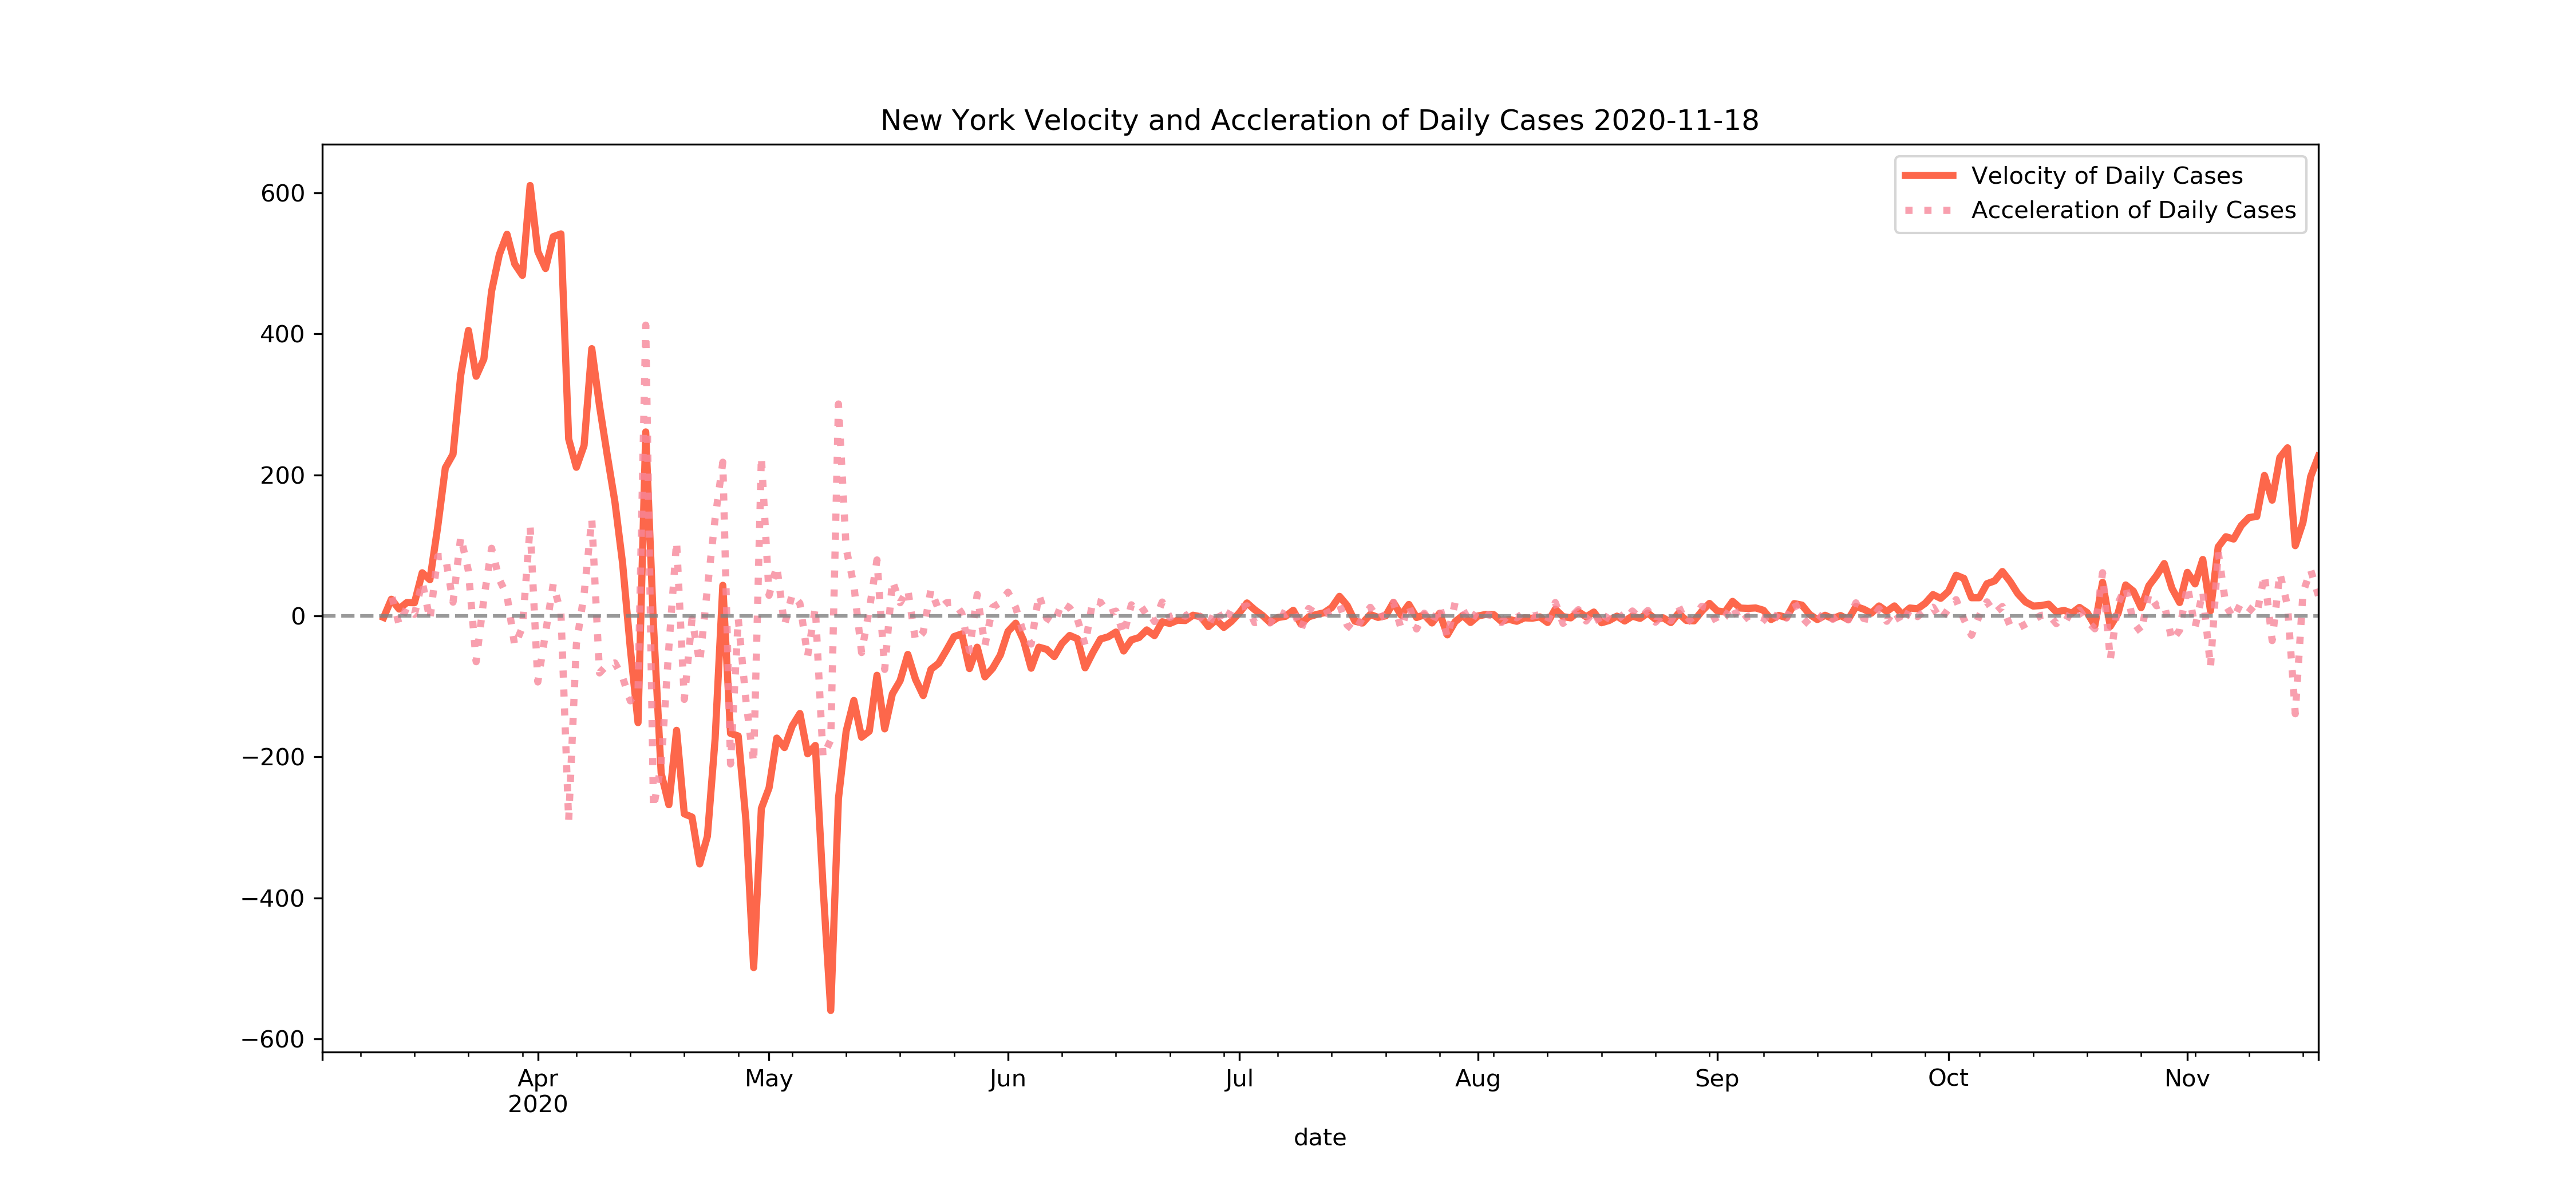 New York Velocity and Accleration of Daily Cases 2020-11-18
Velocity of Daily Cases
Acceleration of Daily Cases
600
400
200
0
−200
−400
−600
Apr May Jun Jul Aug Sep Oct Nov
2020
date